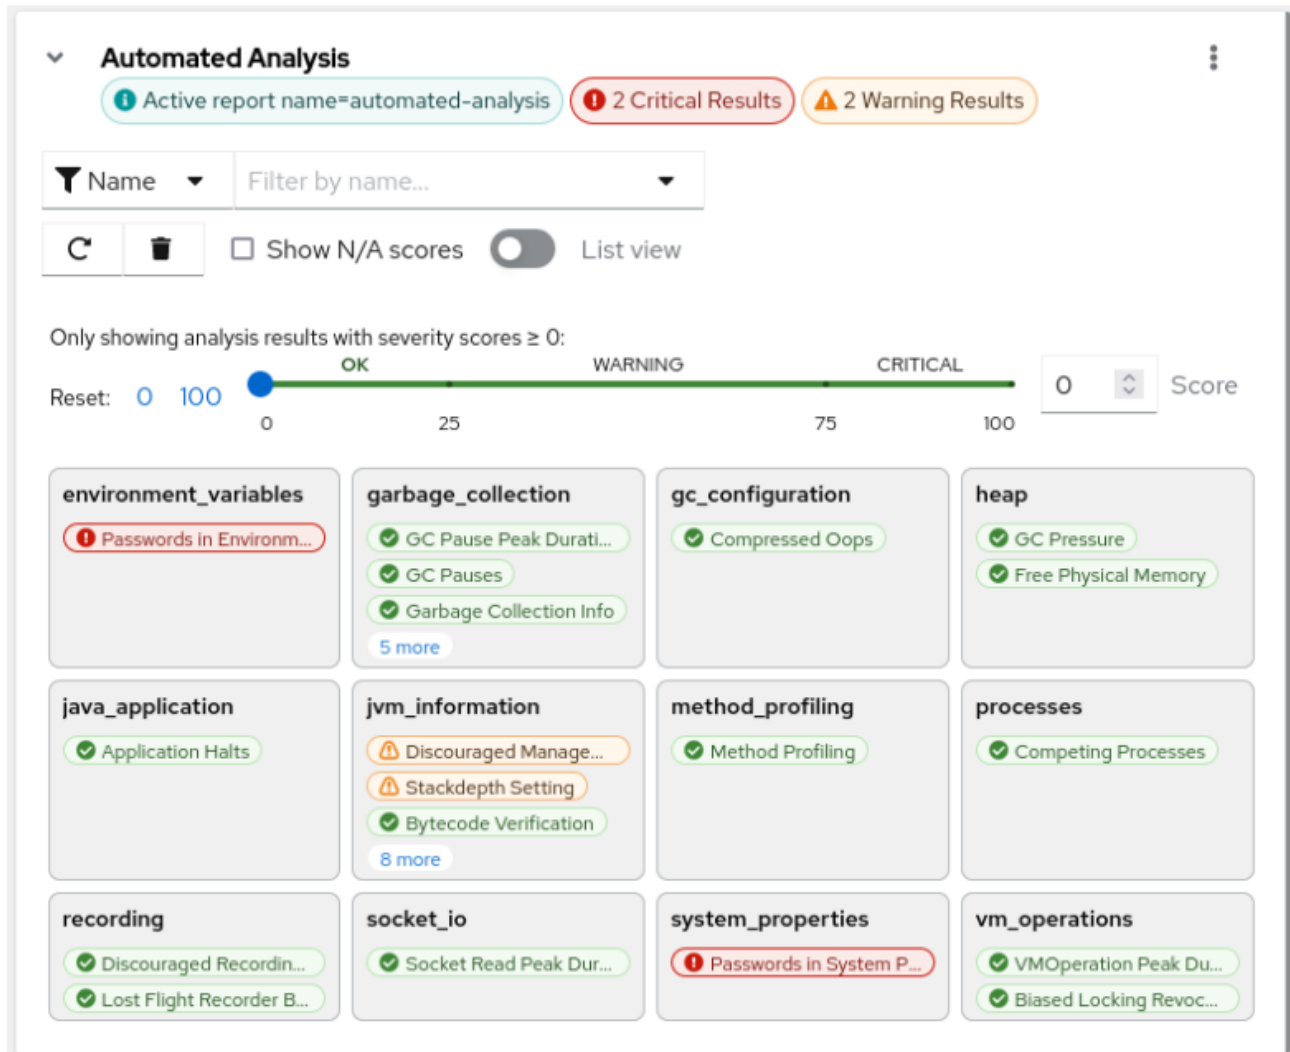 Automated Analysis
Active report name=automated-analysis 2 Critical Results 2 Warning Results
Name Filter by name...
Show N/A scores List view
Only showing analysis results with severity scores ≥ 0:
OK WARNING CRITICAL
Reset: 0 100 0 Score
0 25 75 100
environment_variables
Passwords in Environm...
garbage_collection
GC Pause Peak Durati...
GC Pauses
Garbage Collection Info
5 more
gc_configuration
Compressed Oops
heap
GC Pressure
Free Physical Memory
java_application
Application Halts
jvm_information
Discouraged Manage...
Stackdepth Setting
Bytecode Verification
8 more
method_profiling
Method Profiling
processes
Competing Processes
recording
Discouraged Recordin...
Lost Flight Recorder B...
socket_io
Socket Read Peak Dur...
system_properties
Passwords in System P...
vm_operations
VMOperation Peak Du...
Biased Locking Revoc...